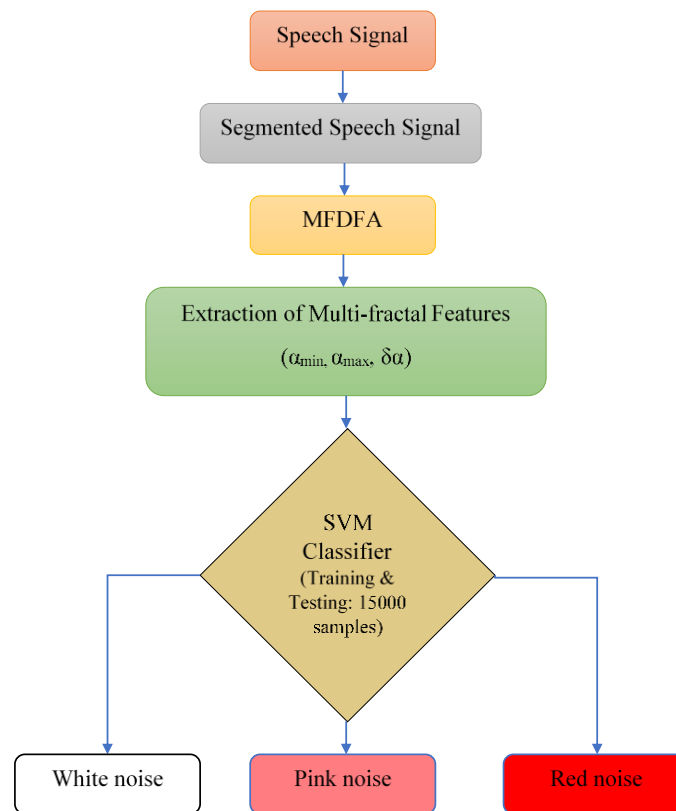 Speech Signal
Segmented Speech Signal
MFDFA
Extraction of Multi-fractal Features
(αmin, αmax, δα)
SVM
Classifier
(Training &
Testing: 15000
samples)
White noise
Pink noise
Red noise